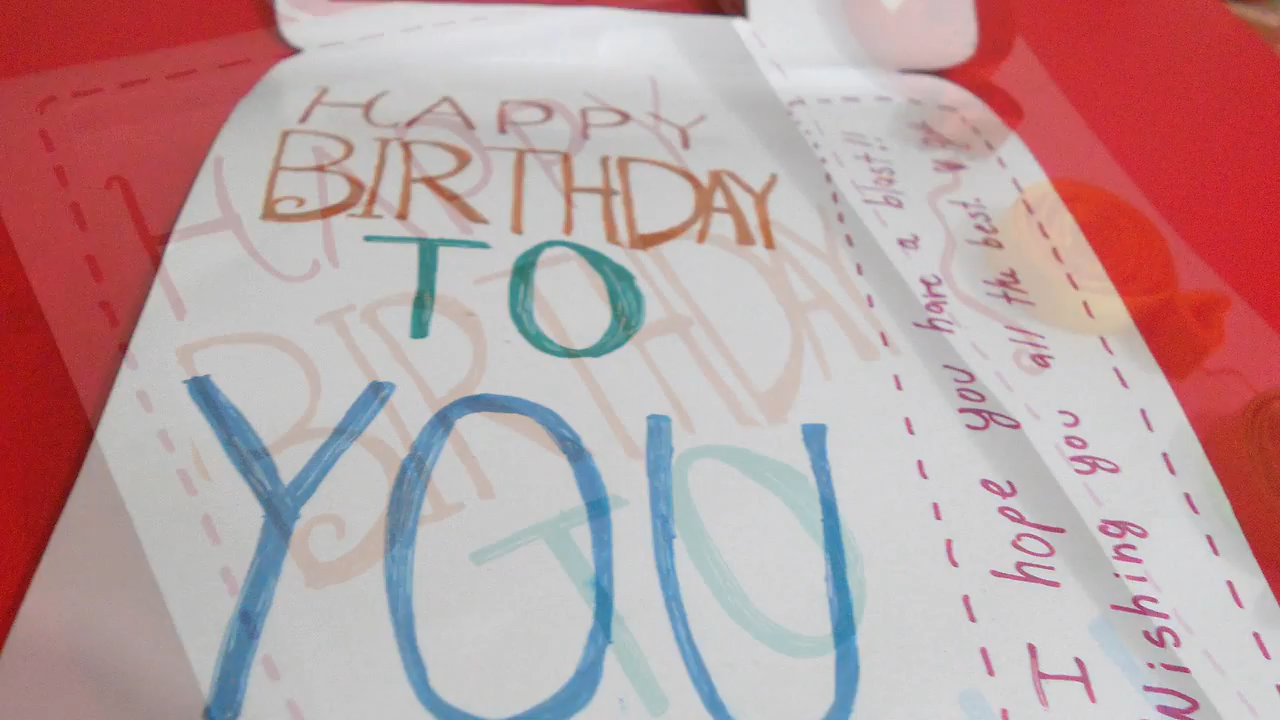 HAPPY
BIRTHDAY
TO
YOU
I hope you have a blast!!
Wishing you all the best